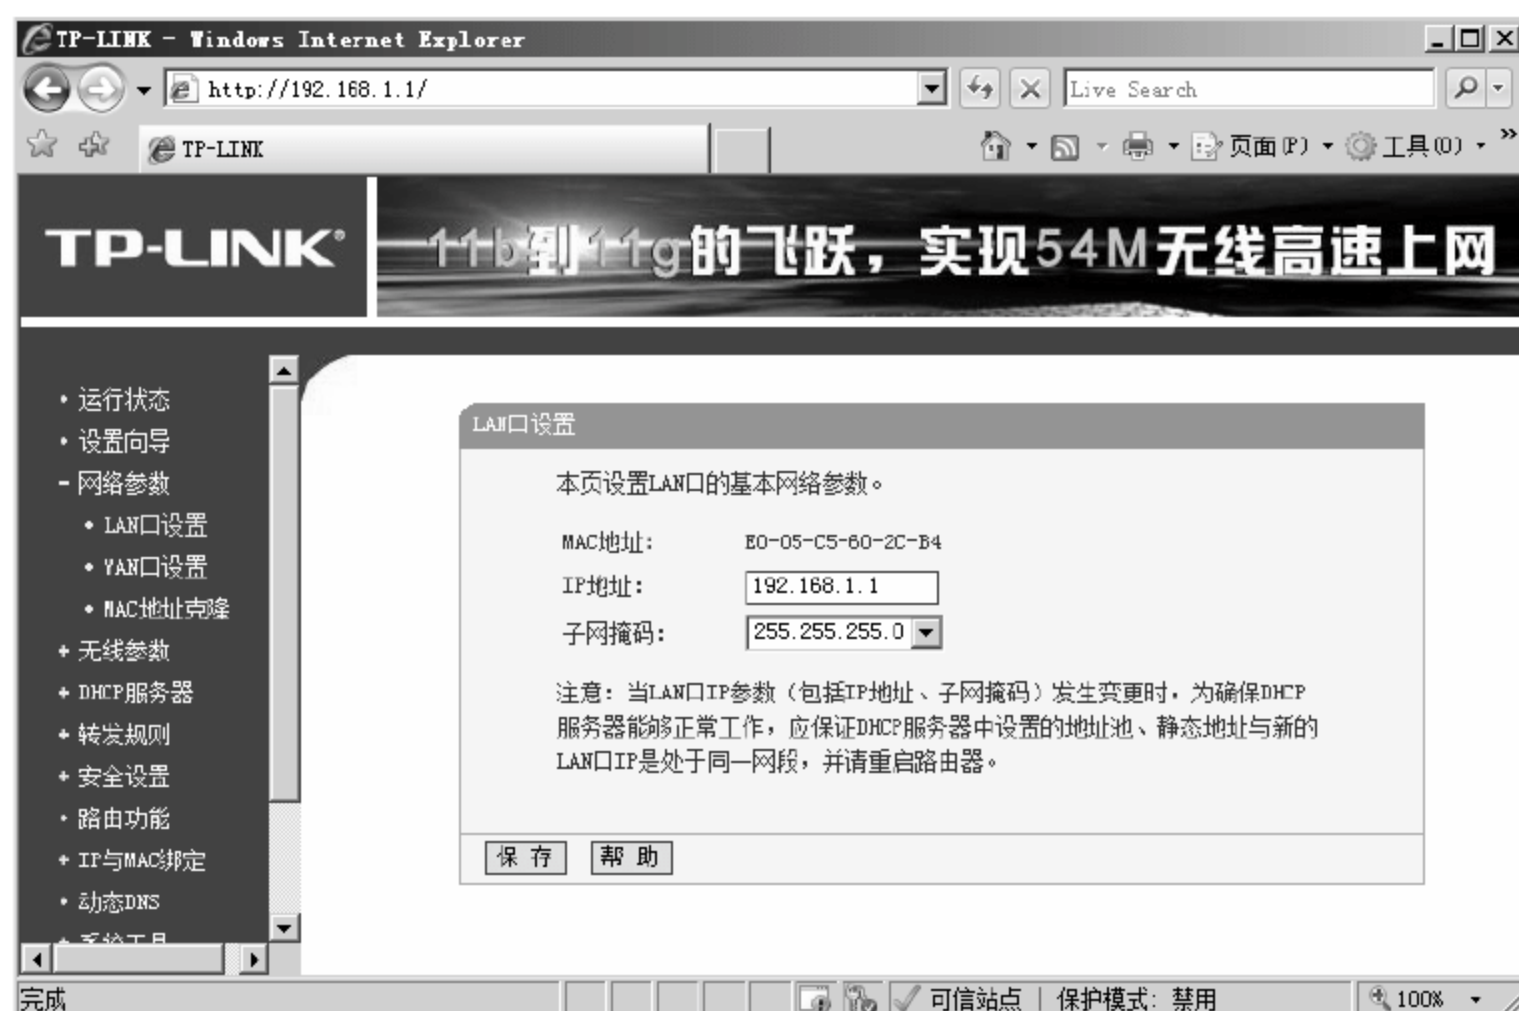 TP-LINK - Windows Internet Explorer
http://192.168.1.1/
Live Search
TP-LINK
页面(P)
工具(O)
»
TP-LINK®
11b到11g的飞跃，实现54M无线高速上网
• 运行状态
• 设置向导
- 网络参数
• LAN口设置
• WAN口设置
• MAC地址克隆
+ 无线参数
+ DHCP服务器
+ 转发规则
+ 安全设置
• 路由功能
+ IP与MAC绑定
• 动态DNS
+ 系统工具
LAN口设置
本页设置LAN口的基本网络参数。
MAC地址： E0-05-C5-60-2C-B4
IP地址： 192.168.1.1
子网掩码： 255.255.255.0
注意：当LAN口IP参数（包括IP地址、子网掩码）发生变更时，为确保DHCP
服务器能够正常工作，应保证DHCP服务器中设置的地址池、静态地址与新的
LAN口IP是处于同一网段，并请重启路由器。
保 存
帮 助
完成
可信站点 | 保护模式: 禁用
100%